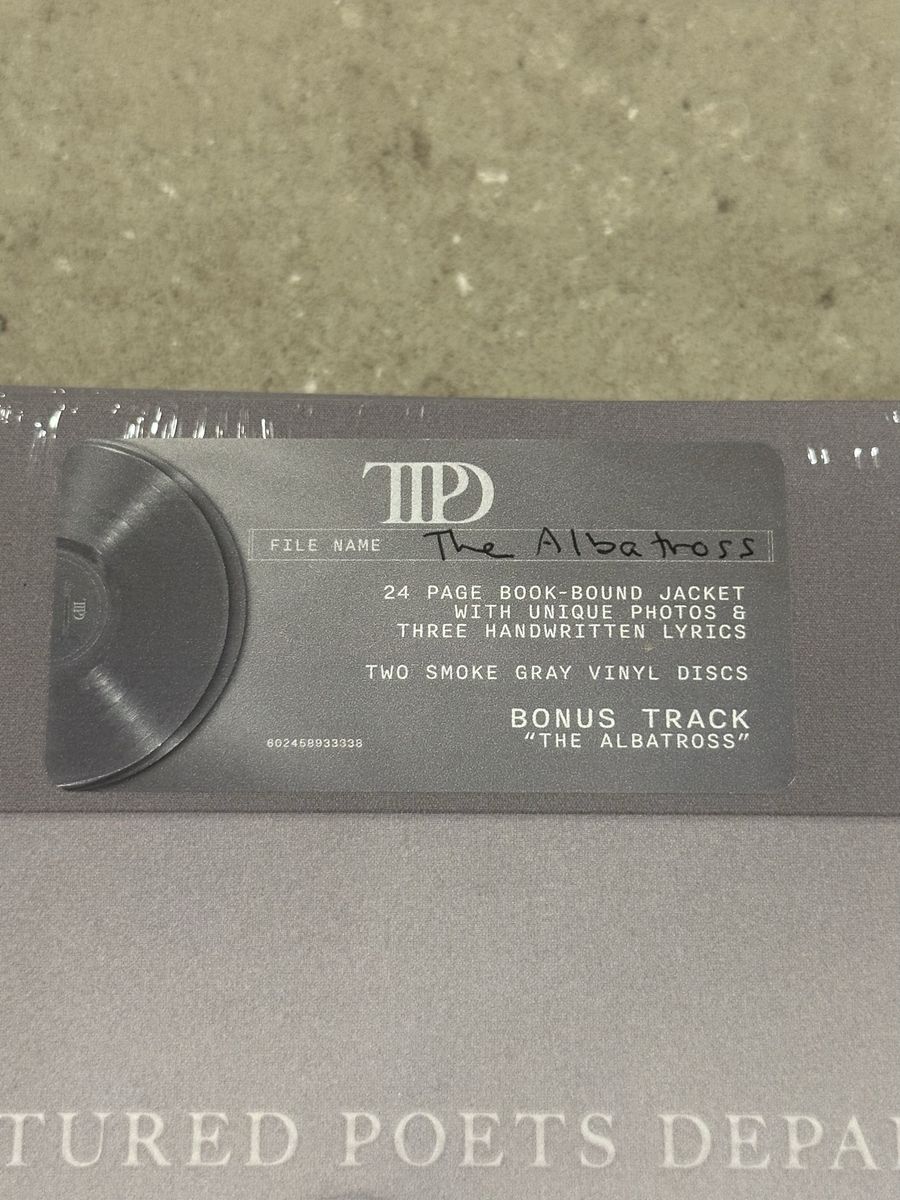 TTPD
FILE NAME The Albatross
24 PAGE BOOK-BOUND JACKET
WITH UNIQUE PHOTOS &
THREE HANDWRITTEN LYRICS
TWO SMOKE GRAY VINYL DISCS
BONUS TRACK
"THE ALBATROSS"
602458933338
TURED POETS DEPA